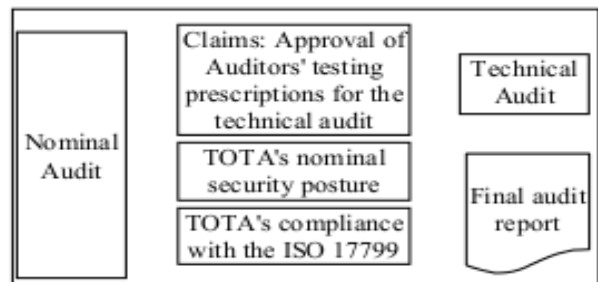 Nominal
Audit
Claims: Approval of
Auditors' testing
prescriptions for the
technical audit
TOTA's nominal
security posture
TOTA's compliance
with the ISO 17799
Technical
Audit
Final audit
report